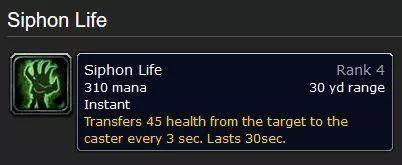 Siphon Life
Siphon Life Rank 4
310 mana 30 yd range
Instant
Transfers 45 health from the target to the
caster every 3 sec. Lasts 30sec.